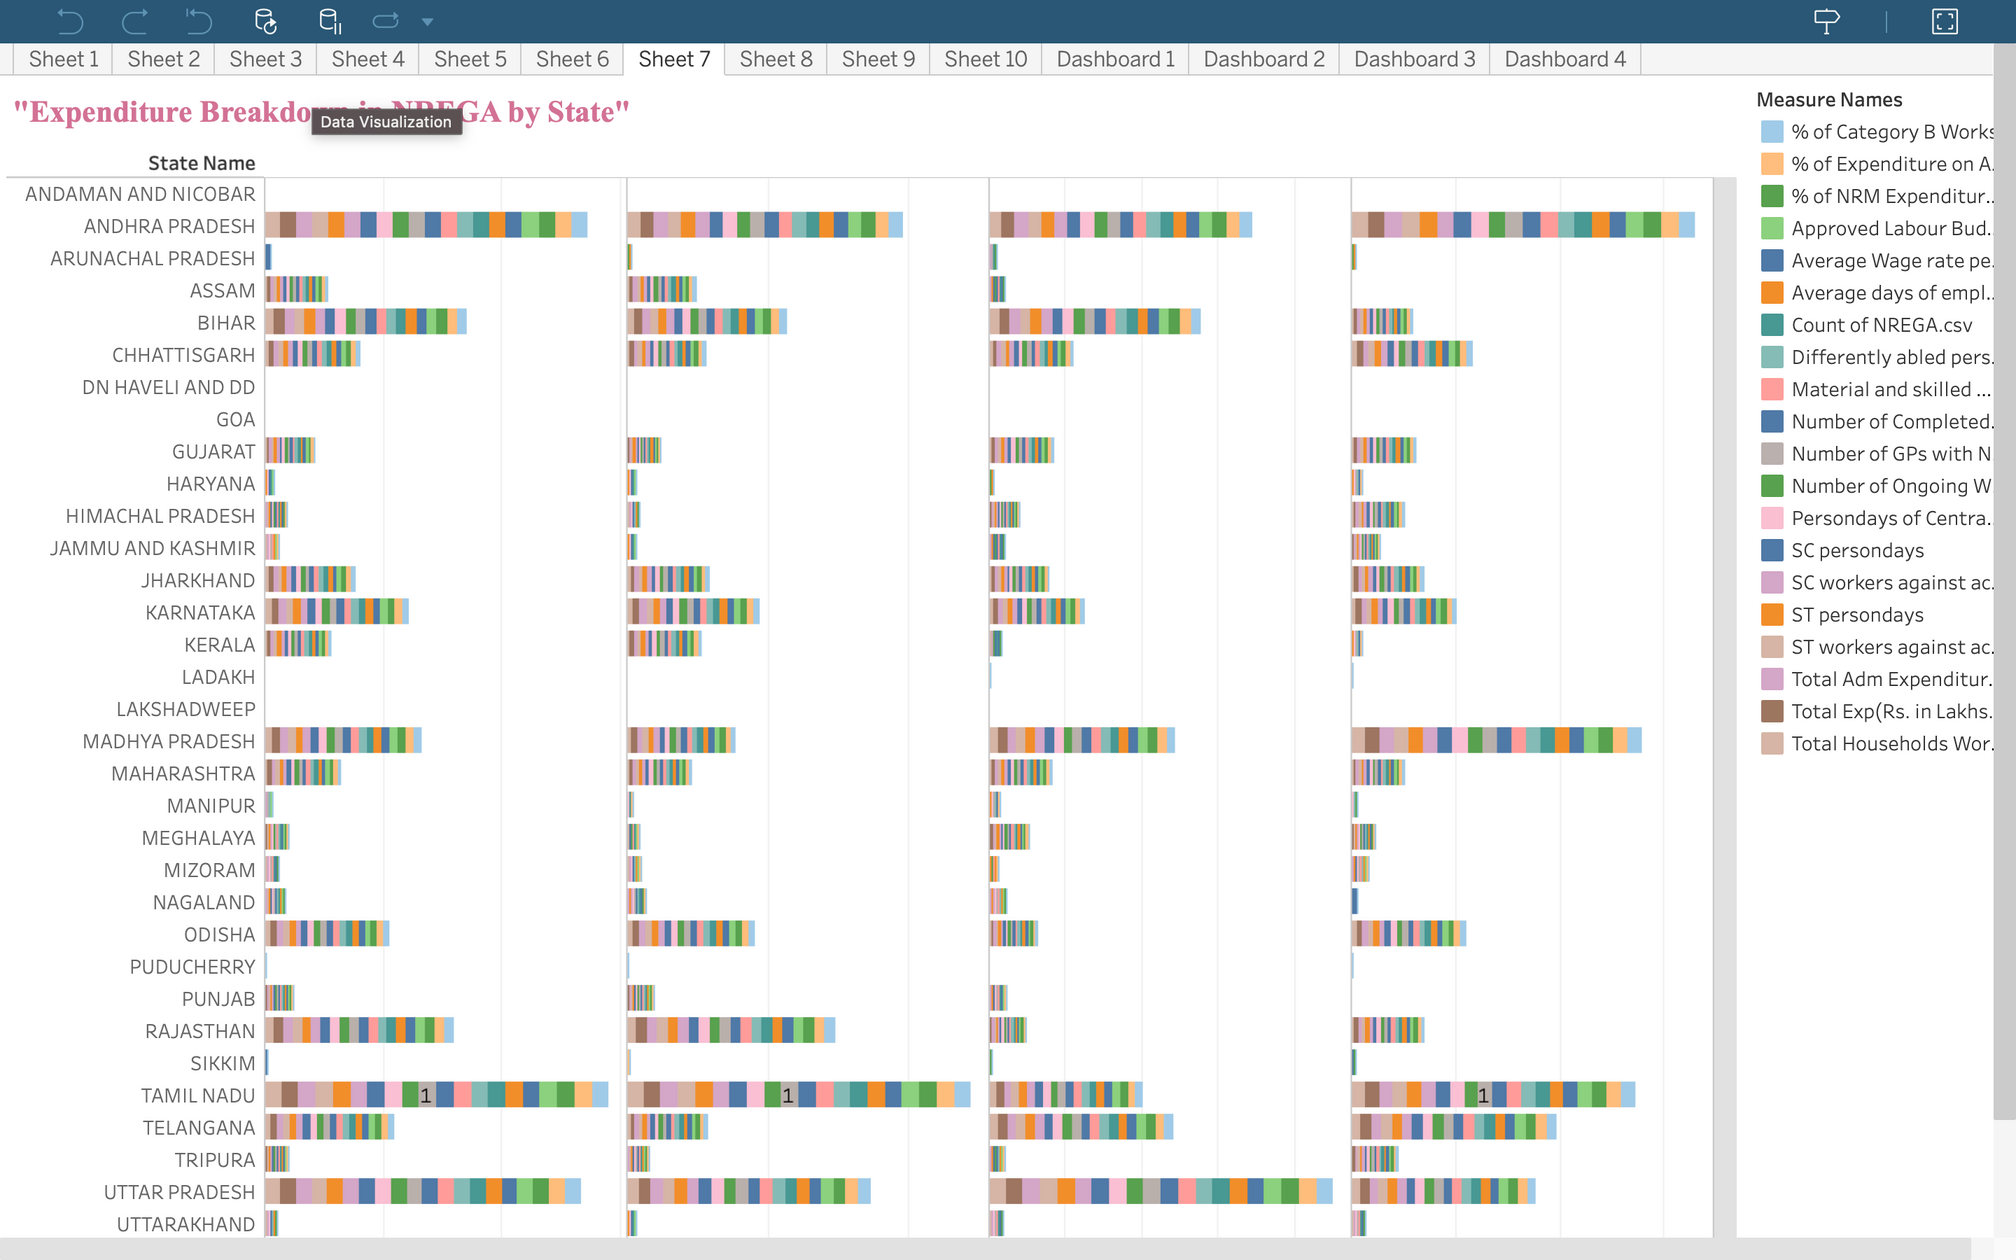 Sheet 1 Sheet 2 Sheet 3 Sheet 4 Sheet 5 Sheet 6 Sheet 7 Sheet 8 Sheet 9 Sheet 10 Dashboard 1 Dashboard 2 Dashboard 3 Dashboard 4
"Expenditure Breakdown in NREGA by State"
Data Visualization
State Name
ANDAMAN AND NICOBAR
ANDHRA PRADESH
ARUNACHAL PRADESH
ASSAM
BIHAR
CHHATTISGARH
DN HAVELI AND DD
GOA
GUJARAT
HARYANA
HIMACHAL PRADESH
JAMMU AND KASHMIR
JHARKHAND
KARNATAKA
KERALA
LADAKH
LAKSHADWEEP
MADHYA PRADESH
MAHARASHTRA
MANIPUR
MEGHALAYA
MIZORAM
NAGALAND
ODISHA
PUDUCHERRY
PUNJAB
RAJASTHAN
SIKKIM
TAMIL NADU 1 1 1
TELANGANA
TRIPURA
UTTAR PRADESH
UTTARAKHAND
Measure Names
% of Category B Works
% of Expenditure on A.
% of NRM Expenditur..
Approved Labour Bud.
Average Wage rate pe.
Average days of empl..
Count of NREGA.csv
Differently abled pers.
Material and skilled ...
Number of Completed.
Number of GPs with N
Number of Ongoing W
Persondays of Centra.
SC persondays
SC workers against ac.
ST persondays
ST workers against ac.
Total Adm Expenditur.
Total Exp(Rs. in Lakhs.
Total Households Wor.